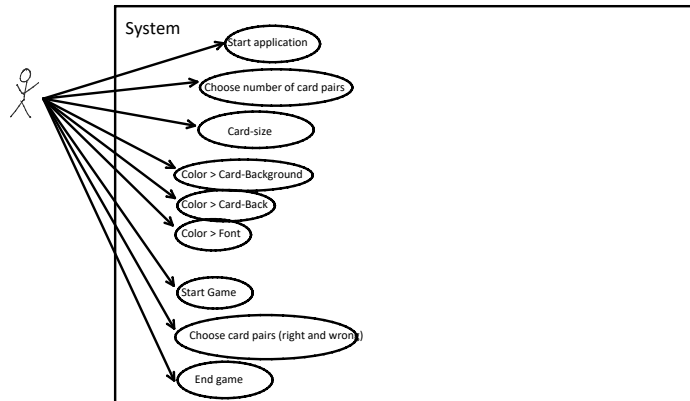 System
Start application
Choose number of card pairs
Card-size
Color > Card-Background
Color > Card-Back
Color > Font
Start Game
Choose card pairs (right and wrong)
End game